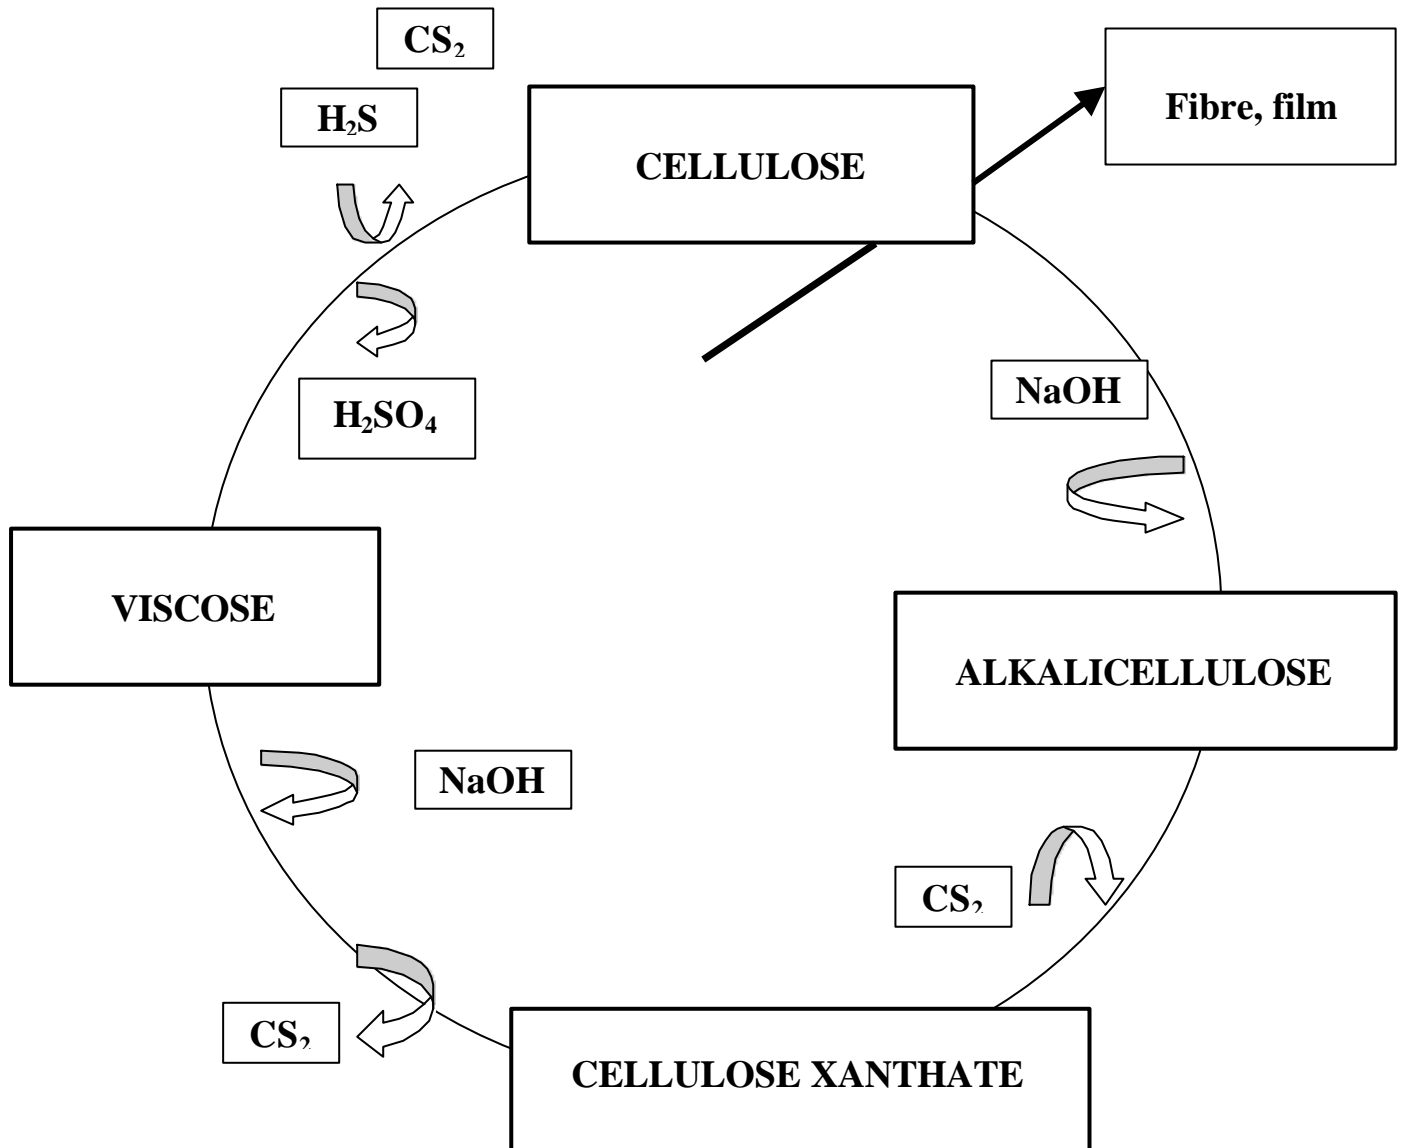 CS₂
H₂S
Fibre, film
CELLULOSE
NaOH
H₂SO₄
VISCOSE
ALKALICELLULOSE
NaOH
CS₂
CS₂
CELLULOSE XANTHATE